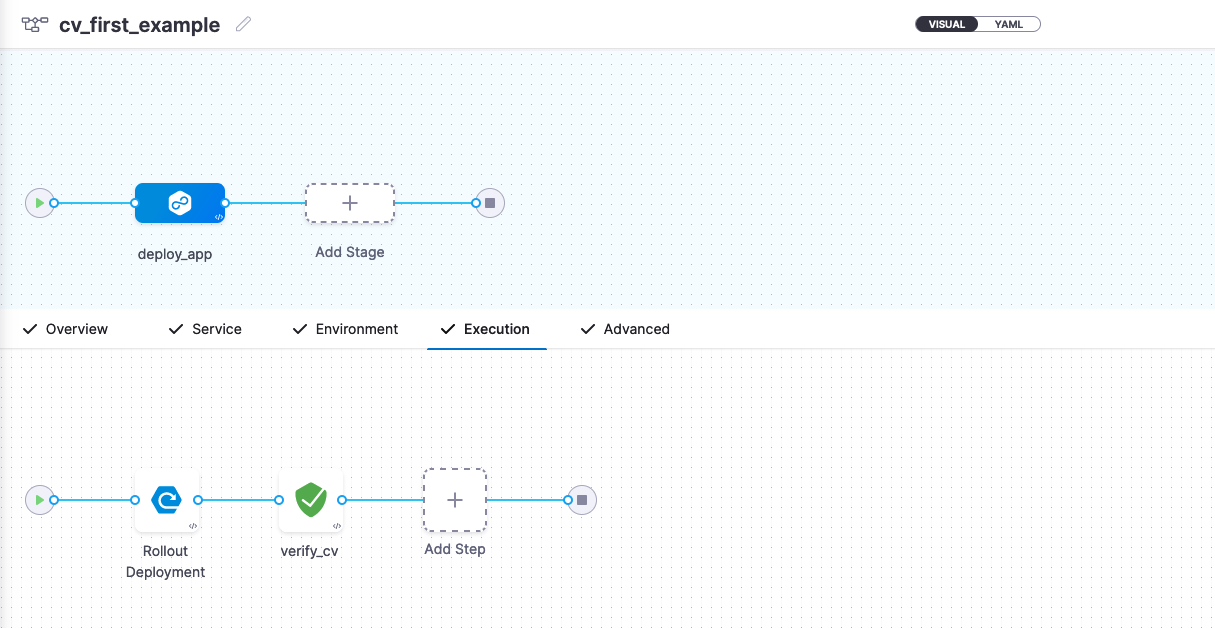 cv_first_example
VISUAL
YAML
deploy_app
Add Stage
Overview
Service
Environment
Execution
Advanced
Rollout
Deployment
verify_cv
Add Step